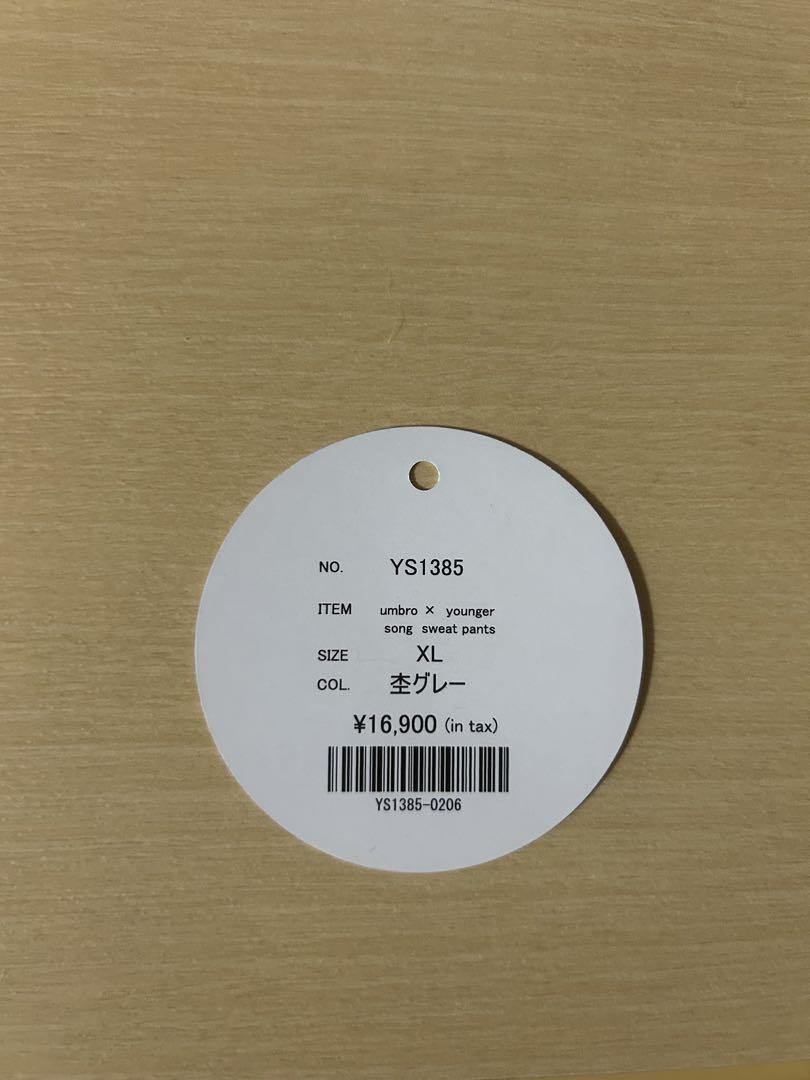 NO. YS1385
ITEM umbro × younger
song sweat pants
SIZE XL
COL. 杢グレー
¥16,900 (in tax)
YS1385-0206